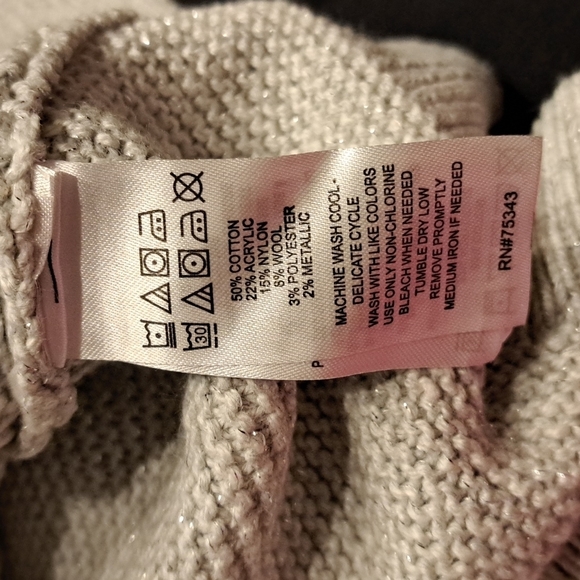 30
50% COTTON
22% ACRYLIC
15% NYLON
8% WOOL
3% POLYESTER
2% METALLIC
P
MACHINE WASH COOL -
DELICATE CYCLE
WASH WITH LIKE COLORS
USE ONLY NON-CHLORINE
BLEACH WHEN NEEDED
TUMBLE DRY LOW
REMOVE PROMPTLY
MEDIUM IRON IF NEEDED
RN#75343